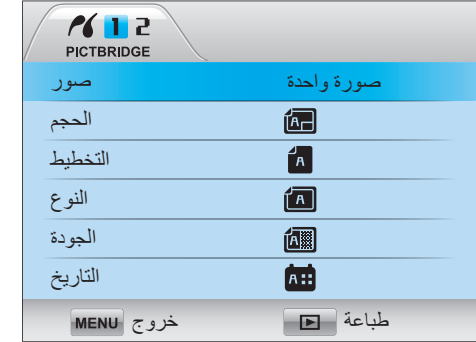 1 2
PICTBRIDGE
صور صورة واحدة
الحجم A
التخطيط A
النوع A
الجودة A
التاريخ A
خروج MENU طباعة